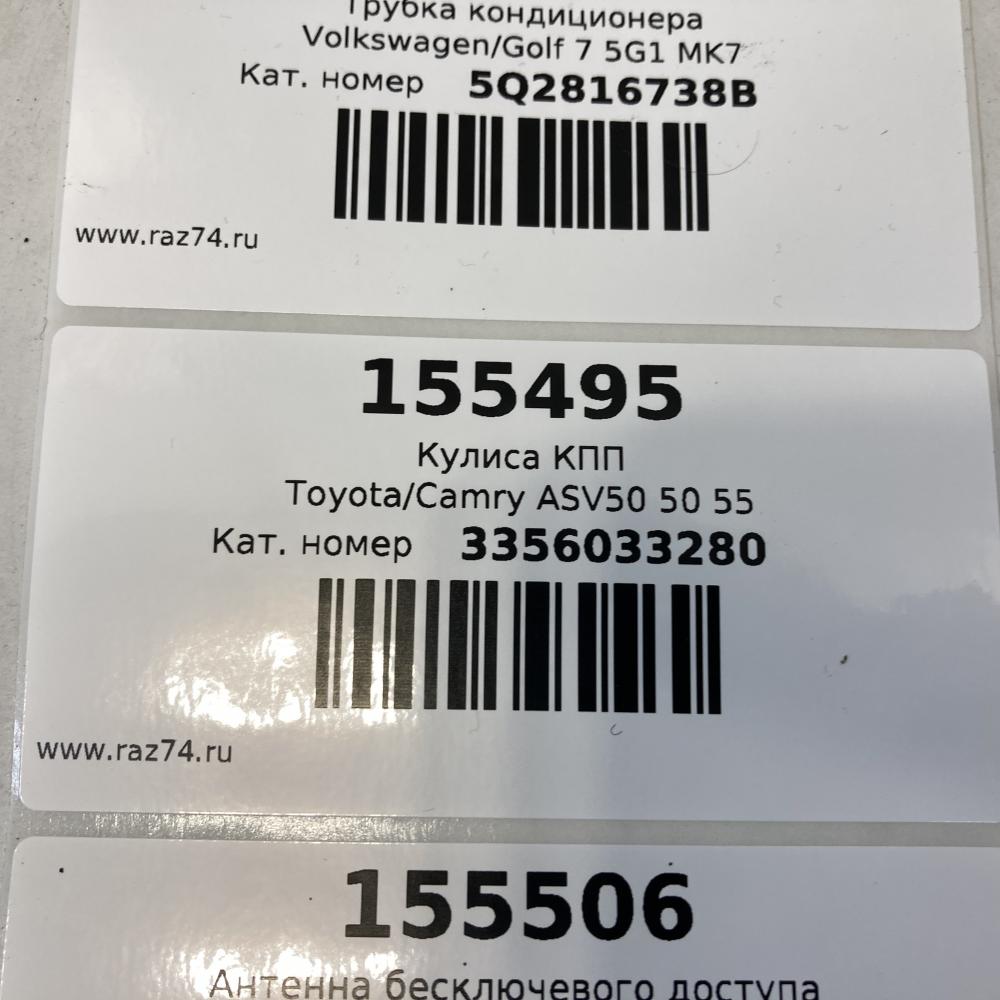 Трубка кондиционера
Volkswagen/Golf 7 5G1 MK7
Кат. номер 5Q2816738B
www.raz74.ru
155495
Кулиса КПП
Toyota/Camry ASV50 50 55
Кат. номер 3356033280
www.raz74.ru
155506
Антенна бесключевого доступа